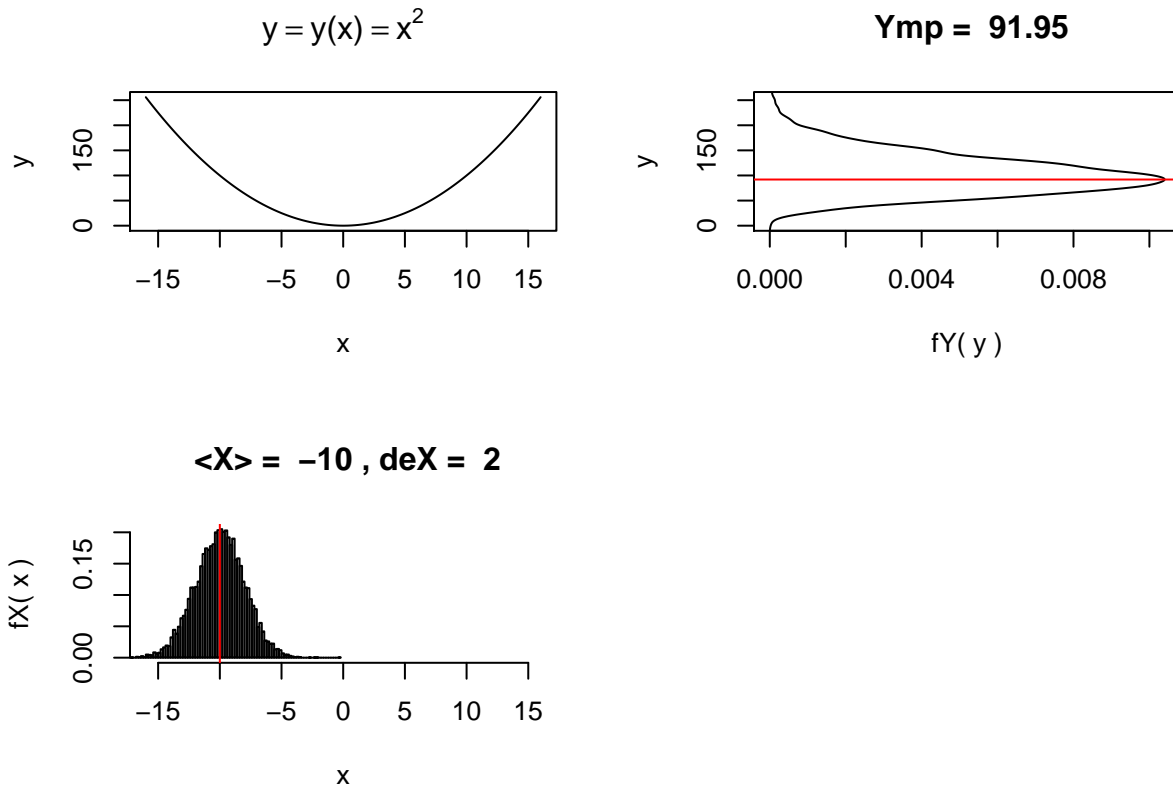 y = y(x) = x²
y
0
150
−15
−5
0
5
10
15
x
Ymp = 91.95
y
0
150
0.000
0.004
0.008
fY( y )
<X> = −10 , deX = 2
fX( x )
0.00
0.15
−15
−5
0
5
10
15
x